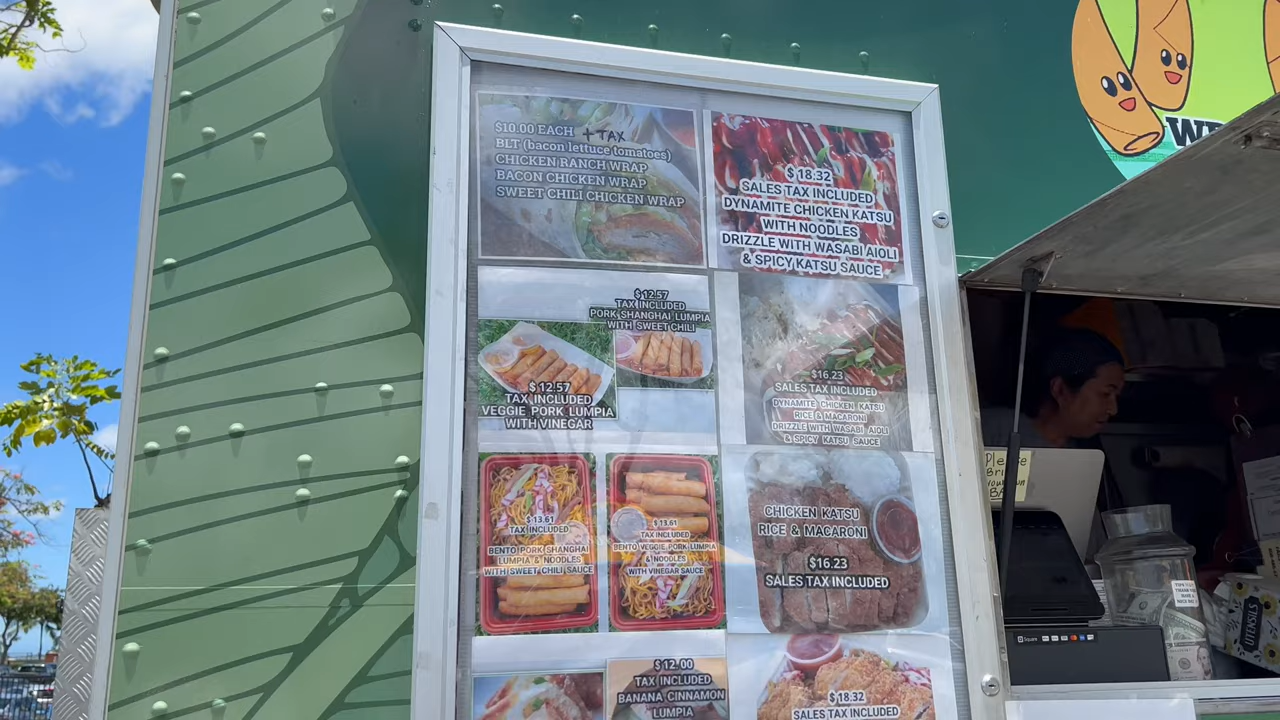 $10.00 EACH + TAX
BLT (bacon lettuce tomatoes)
CHICKEN RANCH WRAP
BACON CHICKEN WRAP
SWEET CHILI CHICKEN WRAP
$ 18.32
SALES TAX INCLUDED
DYNAMITE CHICKEN KATSU
WITH NOODLES
DRIZZLE WITH WASABI AIOLI
& SPICY KATSU SAUCE
$ 12.57
TAX INCLUDED
PORK SHANGHAI LUMPIA
WITH SWEET CHILI
$ 12.57
TAX INCLUDED
VEGGIE PORK LUMPIA
WITH VINEGAR
$16.23
SALES TAX INCLUDED
DYNAMITE CHICKEN KATSU
RICE & MACARONI
DRIZZLE WITH WASABI AIOLI
& SPICY KATSU SAUCE
$ 13.61
TAX INCLUDED
BENTO PORK SHANGHAI
LUMPIA & NOODLES
WITH SWEET CHILI SAUCE
$ 13.61
TAX INCLUDED
BENTO VEGGIE PORK LUMPIA
& NOODLES
WITH VINEGAR SAUCE
CHICKEN KATSU
RICE & MACARONI
$16.23
SALES TAX INCLUDED
$12.00
TAX INCLUDED
BANANA CINNAMON
LUMPIA
$ 18.32
SALES TAX INCLUDED
Please
Square
UTENSILS